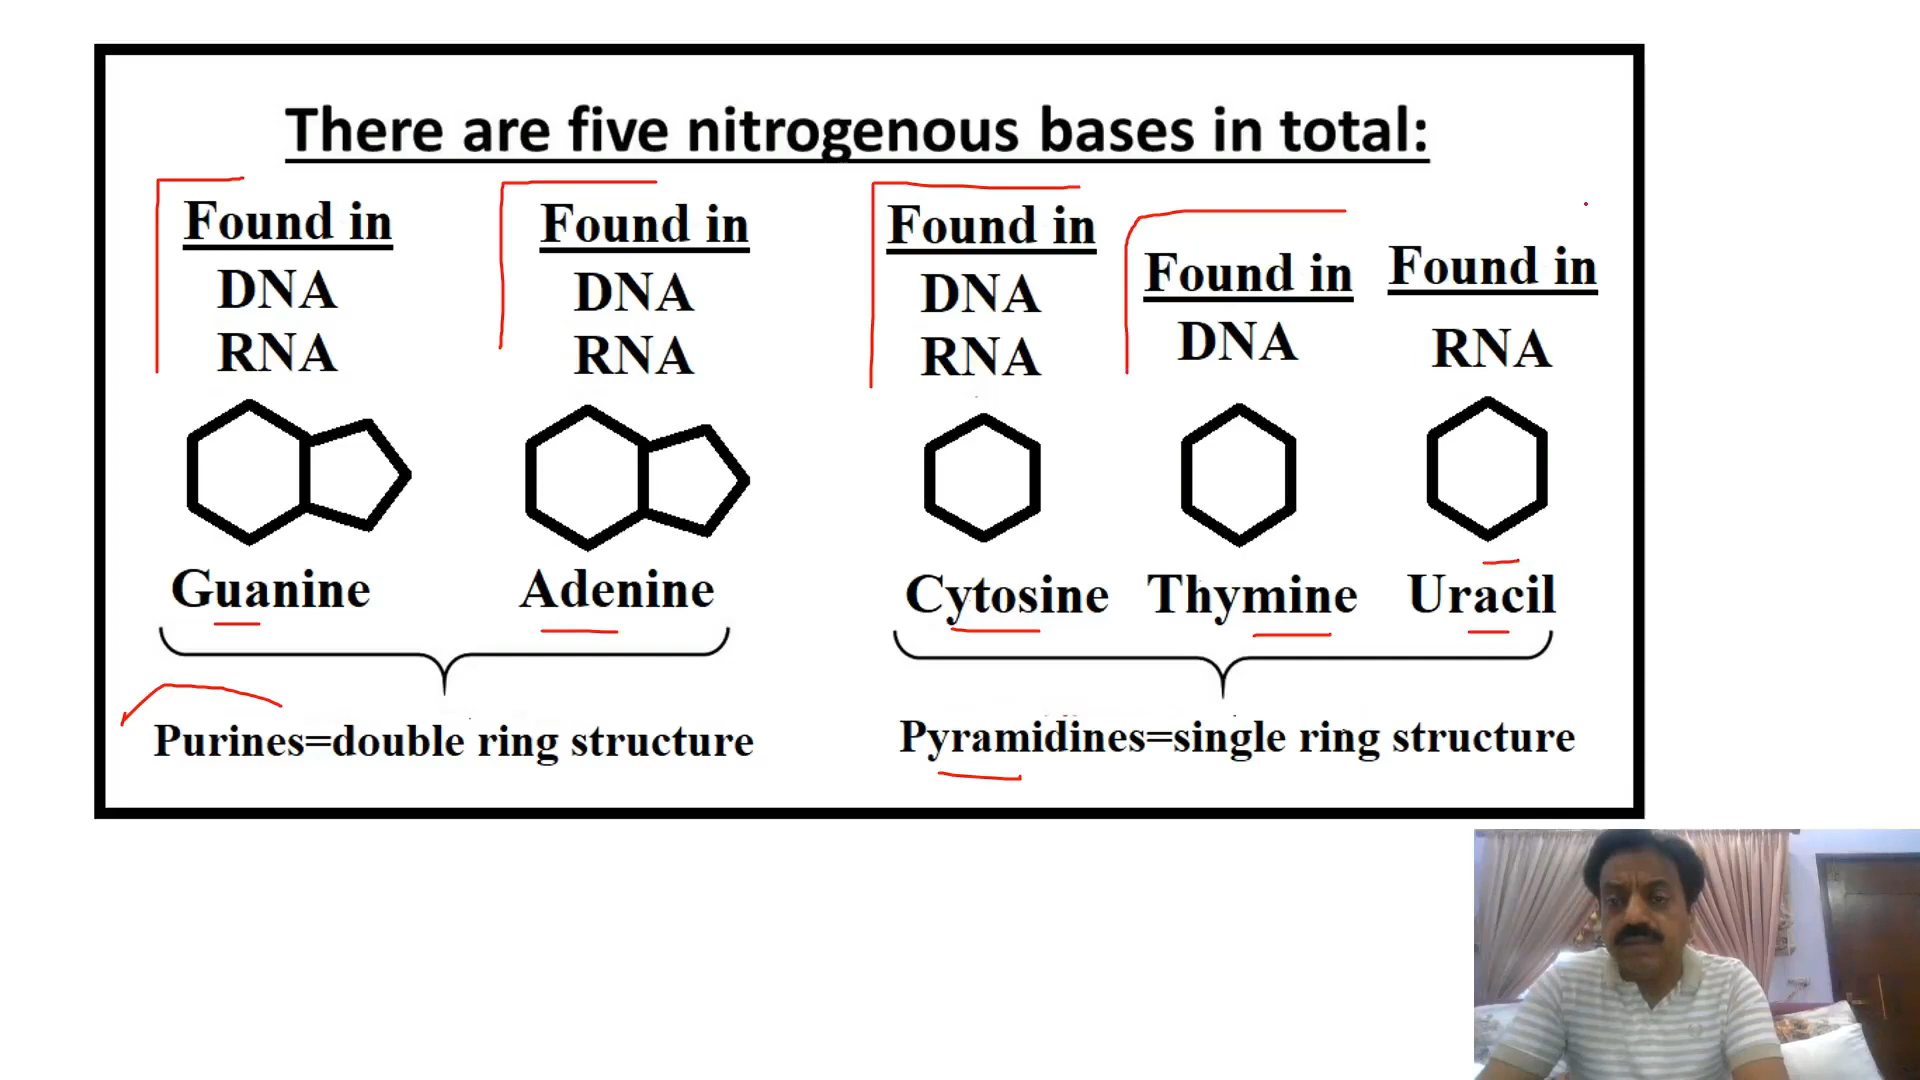 There are five nitrogenous bases in total:
Found in
DNA
RNA
Guanine
Found in
DNA
RNA
Adenine
Found in
DNA
RNA
Cytosine
Found in
DNA
Thymine
Found in
RNA
Uracil
Purines=double ring structure
Pyramidines=single ring structure